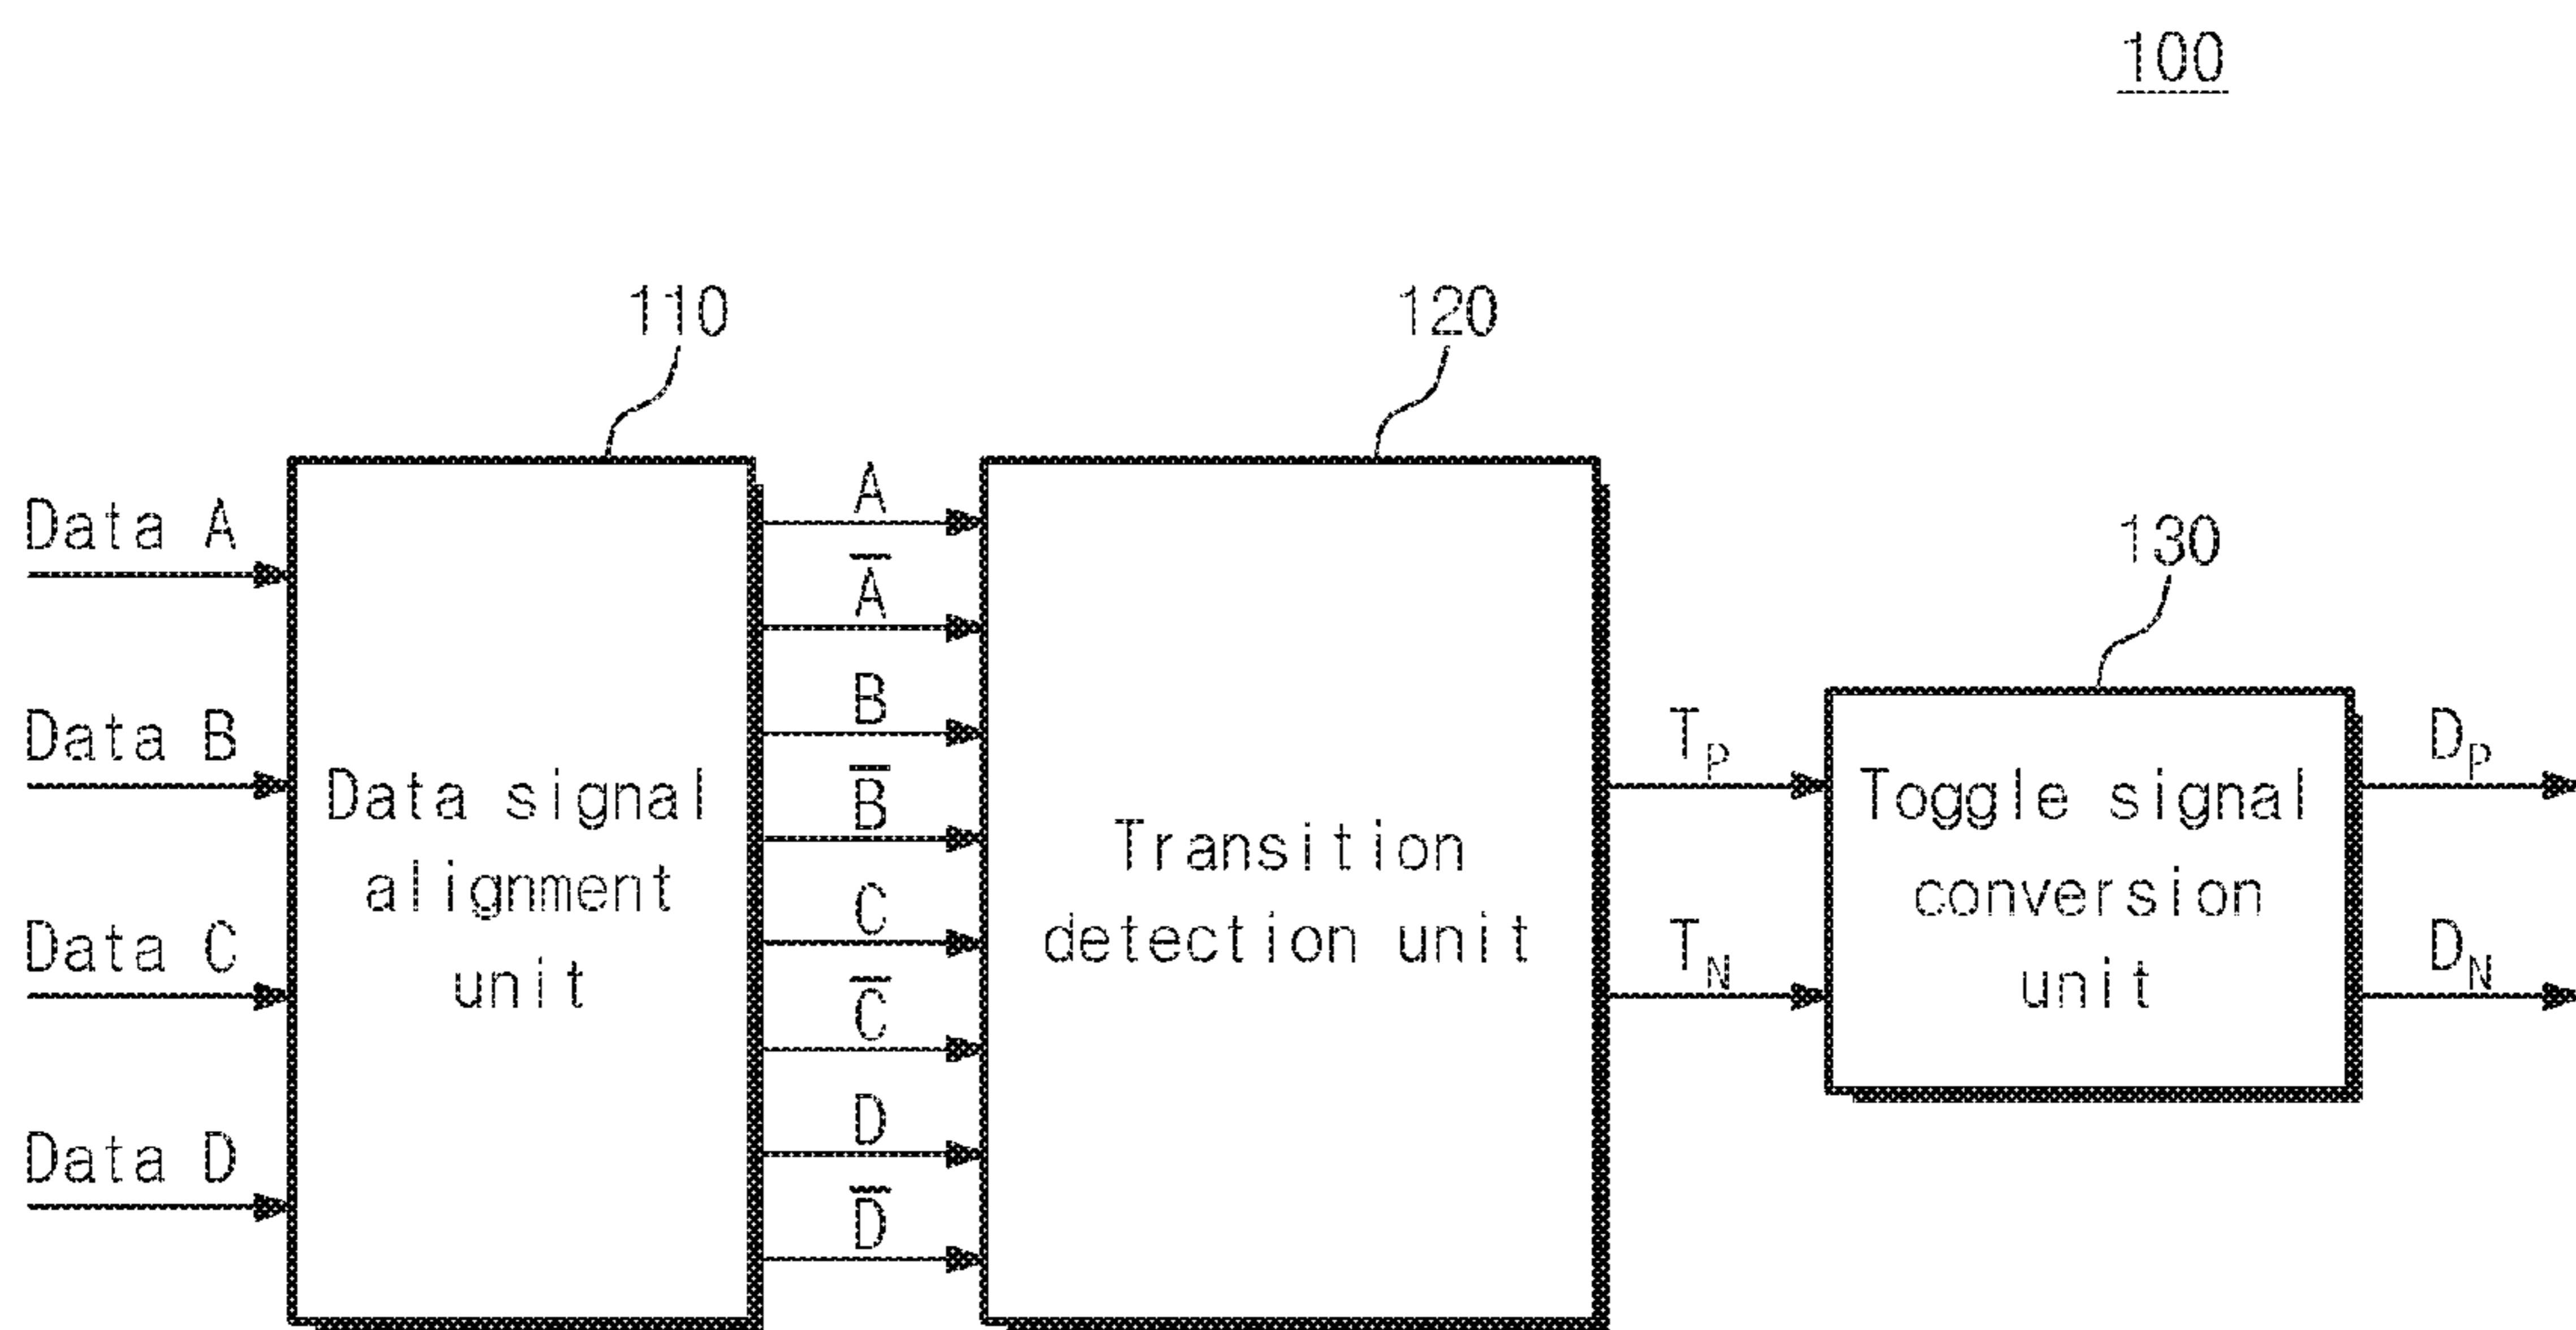 100
110
120
130
Data A
Data B
Data C
Data D
Data signal
alignment
unit
A
A̅
B
B̅
C
C̅
D
D̅
Transition
detection unit
T_P
T_N
Toggle signal
conversion
unit
D_P
D_N